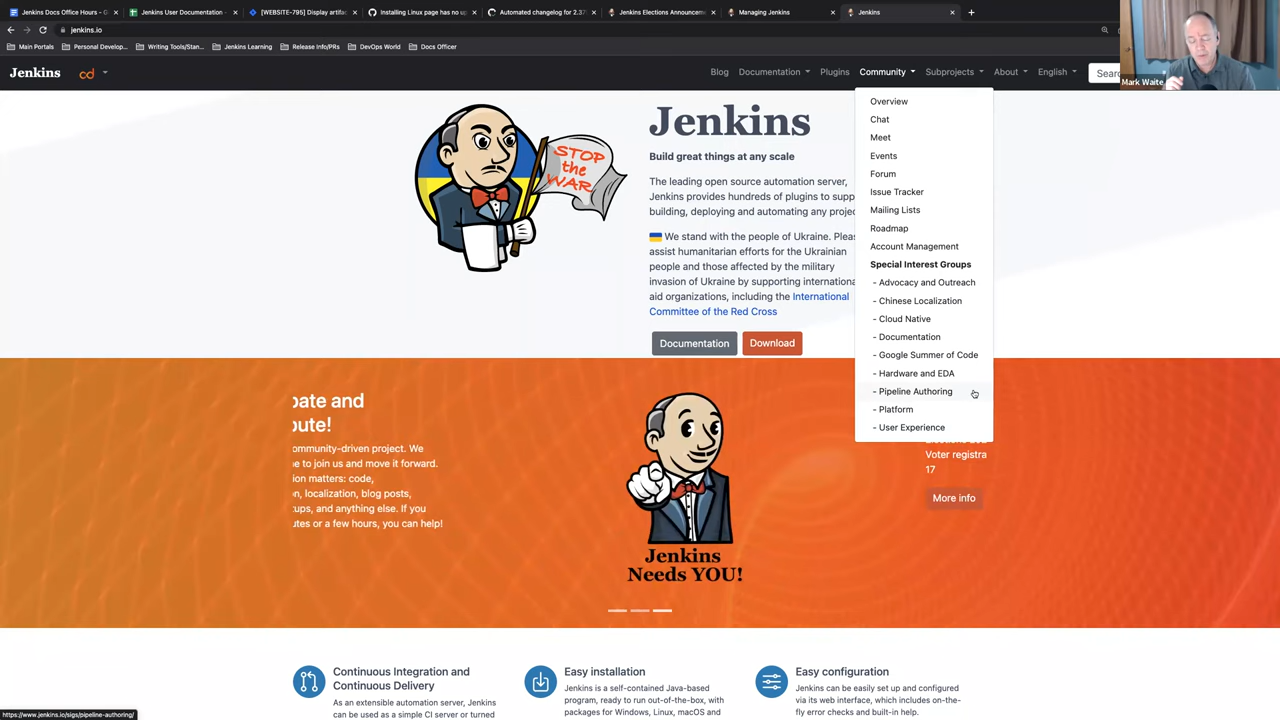 Jenkins Docs Office Hours - G
Jenkins User Documentation -
[WEBSITE-795] Display artifac
Installing Linux page has no u
Automated changelog for 2.37
Jenkins Elections Announcem
Managing Jenkins
Jenkins
jenkins.io
Main Portals
Personal Develop...
Writing Tools/Stan...
Jenkins Learning
Release Info/PRs
DevOps World
Docs Officer
Jenkins
cd
Blog
Documentation
Plugins
Community
Subprojects
About
English
Searc
Mark Waite
Overview
Chat
Meet
Events
Forum
Issue Tracker
Mailing Lists
Roadmap
Account Management
Special Interest Groups
- Advocacy and Outreach
- Chinese Localization
- Cloud Native
- Documentation
- Google Summer of Code
- Hardware and EDA
- Pipeline Authoring
- Platform
- User Experience
STOP
the
WAR
Jenkins
Build great things at any scale
The leading open source automation server,
Jenkins provides hundreds of plugins to supp
building, deploying and automating any proje
We stand with the people of Ukraine. Pleas
assist humanitarian efforts for the Ukrainian
people and those affected by the military
invasion of Ukraine by supporting internation
aid organizations, including the International
Committee of the Red Cross
Documentation
Download
pate and
bute!
ommunity-driven project. We
ne to join us and move it forward.
ion matters: code,
on, localization, blog posts,
tups, and anything else. If you
utes or a few hours, you can help!
Jenkins
Needs YOU!
Voter registra
17
More info
Continuous Integration and
Continuous Delivery
As an extensible automation server, Jenkins
can be used as a simple CI server or turned
Easy installation
Jenkins is a self-contained Java-based
program, ready to run out-of-the-box, with
packages for Windows, Linux, macOS and
Easy configuration
Jenkins can be easily set up and configured
via its web interface, which includes on-the-
fly error checks and built-in help.
https://www.jenkins.io/sigs/pipeline-authoring/